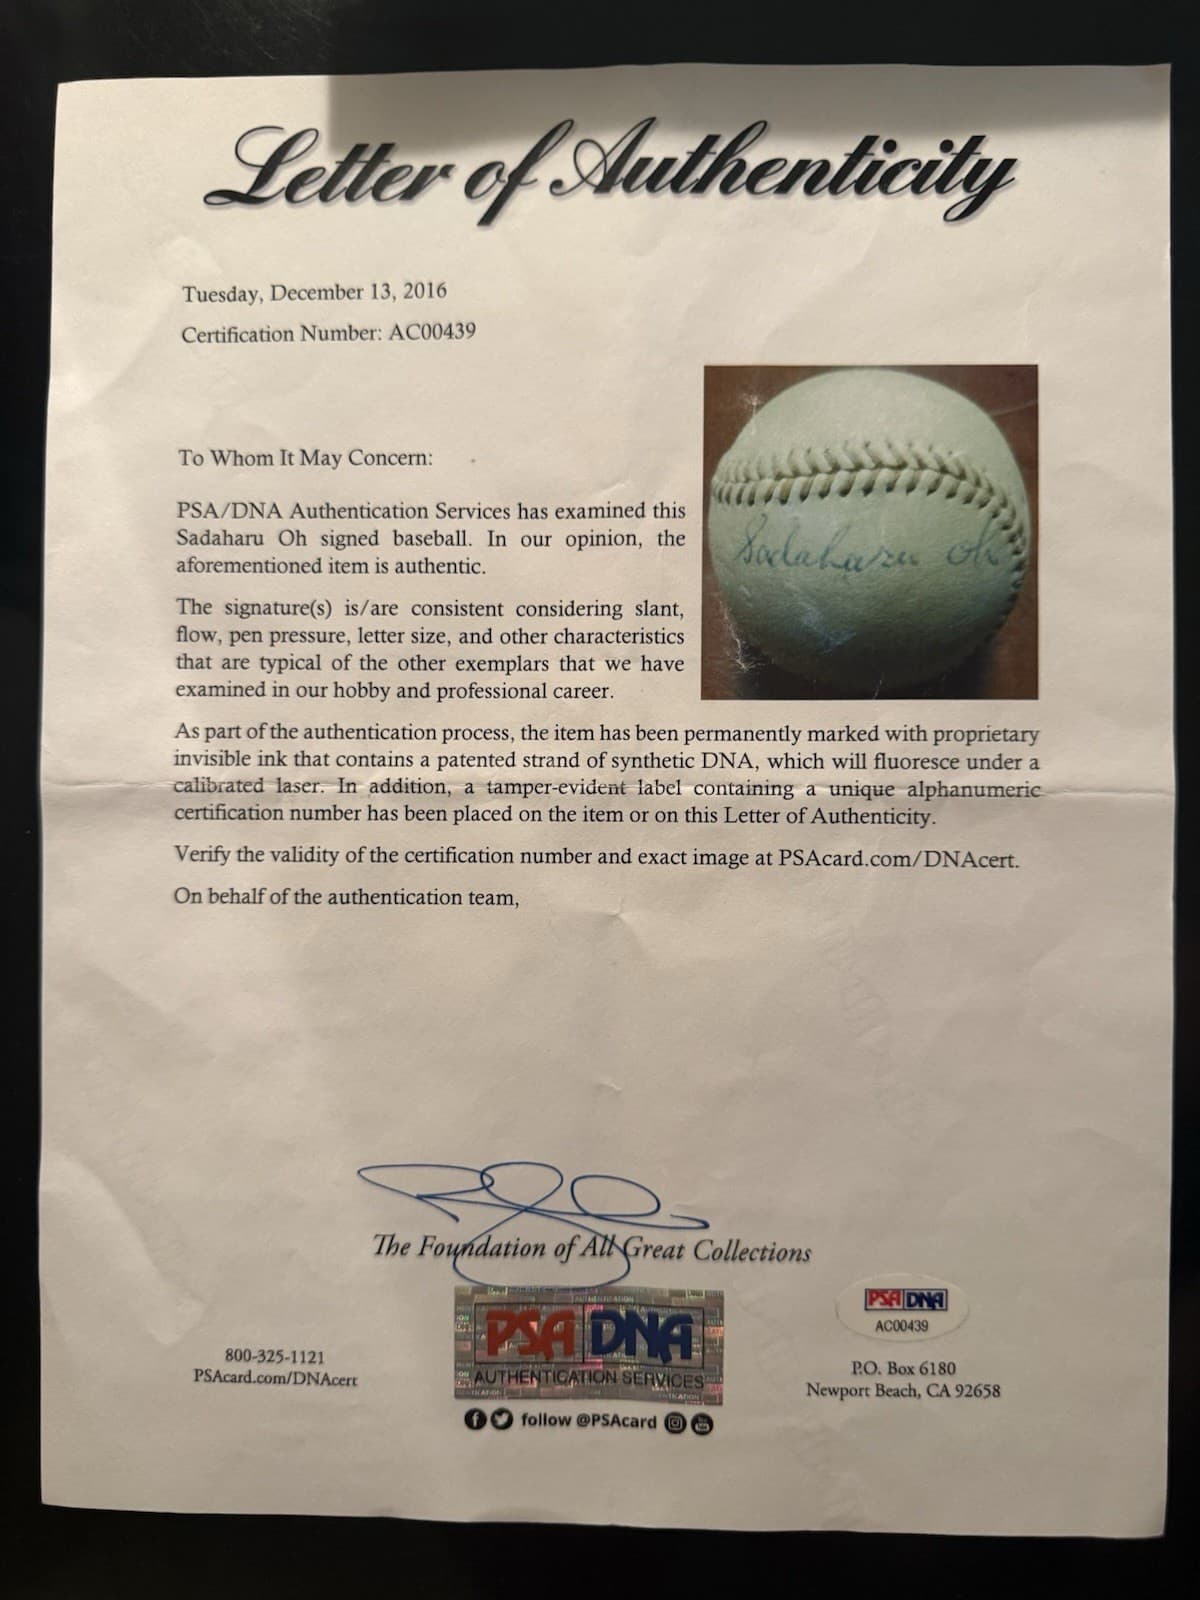 Letter of Authenticity
Tuesday, December 13, 2016
Certification Number: AC00439
To Whom It May Concern:
PSA/DNA Authentication Services has examined this
Sadaharu Oh signed baseball. In our opinion, the
aforementioned item is authentic.
The signature(s) is/are consistent considering slant,
flow, pen pressure, letter size, and other characteristics
that are typical of the other exemplars that we have
examined in our hobby and professional career.
Sadaharu Oh
As part of the authentication process, the item has been permanently marked with proprietary
invisible ink that contains a patented strand of synthetic DNA, which will fluoresce under a
calibrated laser. In addition, a tamper-evident label containing a unique alphanumeric
certification number has been placed on the item or on this Letter of Authenticity.
Verify the validity of the certification number and exact image at PSAcard.com/DNAcert.
On behalf of the authentication team,
The Foundation of All Great Collections
800-325-1121
PSAcard.com/DNAcert
PSA DNA
AUTHENTICATION SERVICES
follow @PSAcard
PSA DNA
AC00439
P.O. Box 6180
Newport Beach, CA 92658